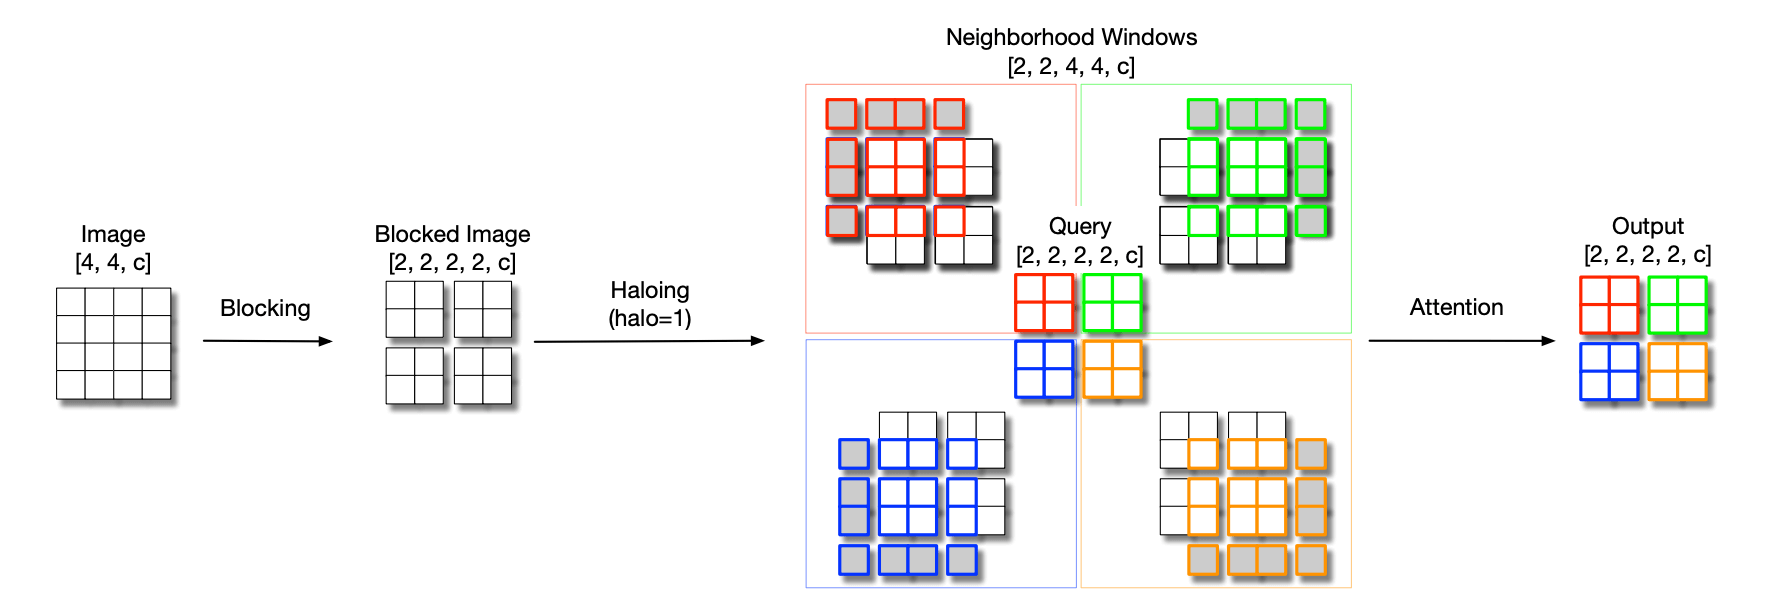 Image
[4, 4, c]
Blocking
Blocked Image
[2, 2, 2, 2, c]
Haloing
(halo=1)
Neighborhood Windows
[2, 2, 4, 4, c]
Query
[2, 2, 2, 2, c]
Attention
Output
[2, 2, 2, 2, c]